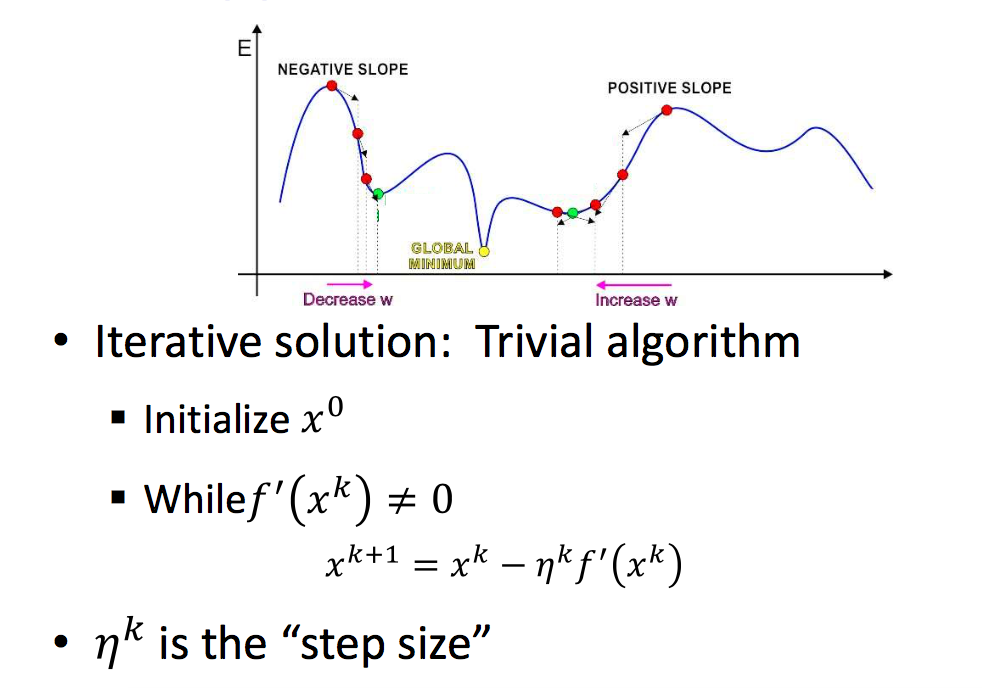 E
NEGATIVE SLOPE
POSITIVE SLOPE
GLOBAL
MINIMUM
Decrease w
Increase w
• Iterative solution: Trivial algorithm
▪ Initialize $x^0$
▪ While$f'(x^k) \neq 0$
$x^{k+1} = x^k - \eta^k f'(x^k)$
• $\eta^k$ is the “step size”